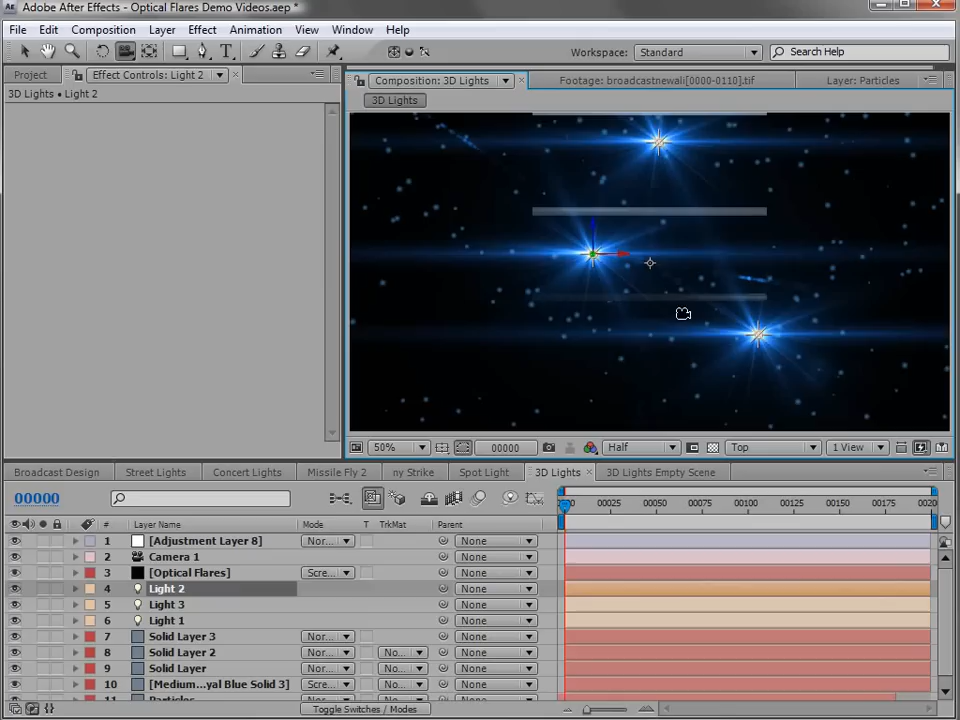 Adobe After Effects - Optical Flares Demo Videos.aep *
File Edit Composition Layer Effect Animation View Window Help
Workspace: Standard Search Help
Project Effect Controls: Light 2 Composition: 3D Lights Footage: broadcastnewali[0000-0110].tif Layer: Particles
3D Lights • Light 2 3D Lights
50% 00000 Half Top 1 View
Broadcast Design Street Lights Concert Lights Missile Fly 2 ny Strike Spot Light 3D Lights 3D Lights Empty Scene
00000 00000 00025 00050 00075 00100 00125 00150 00175 0020
# Layer Name Mode T TrkMat Parent
1 [Adjustment Layer 8] Nor... None
2 Camera 1 None
3 [Optical Flares] Scre... None
4 Light 2 None
5 Light 3 None
6 Light 1 None
7 Solid Layer 3 Nor... None
8 Solid Layer 2 Nor... No... None
9 Solid Layer Nor... No... None
10 [Medium...yal Blue Solid 3] Scre... No... None
11 Particles
Toggle Switches / Modes